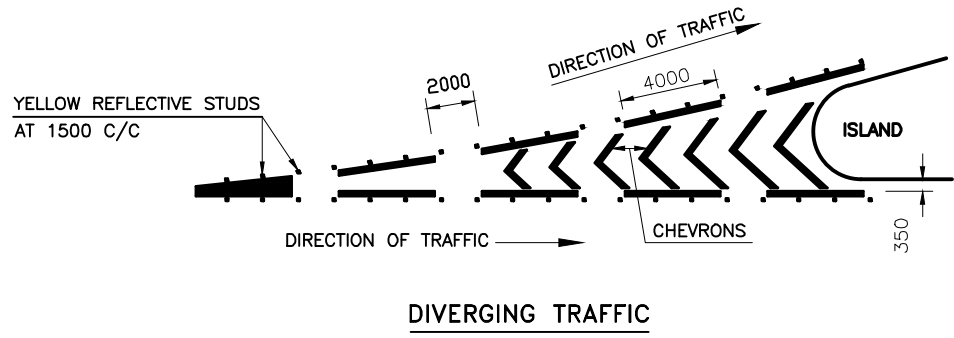 DIRECTION OF TRAFFIC
2000
4000
YELLOW REFLECTIVE STUDS
AT 1500 C/C
ISLAND
DIRECTION OF TRAFFIC
CHEVRONS
350
DIVERGING TRAFFIC